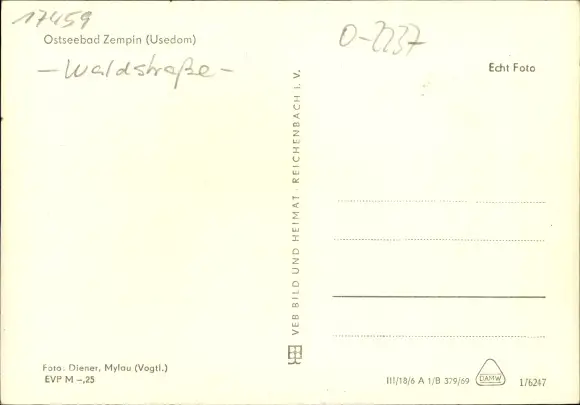 17459
Ostseebad Zempin (Usedom)
- Waldstraße -
O-2237
Echt Foto
VEB BILD UND HEIMAT · REICHENBACH I. V.
Foto: Diener, Mylau (Vogtl.)
EVP M -,25
III/18/6 A 1/B 379/69
DAMW
1/6247